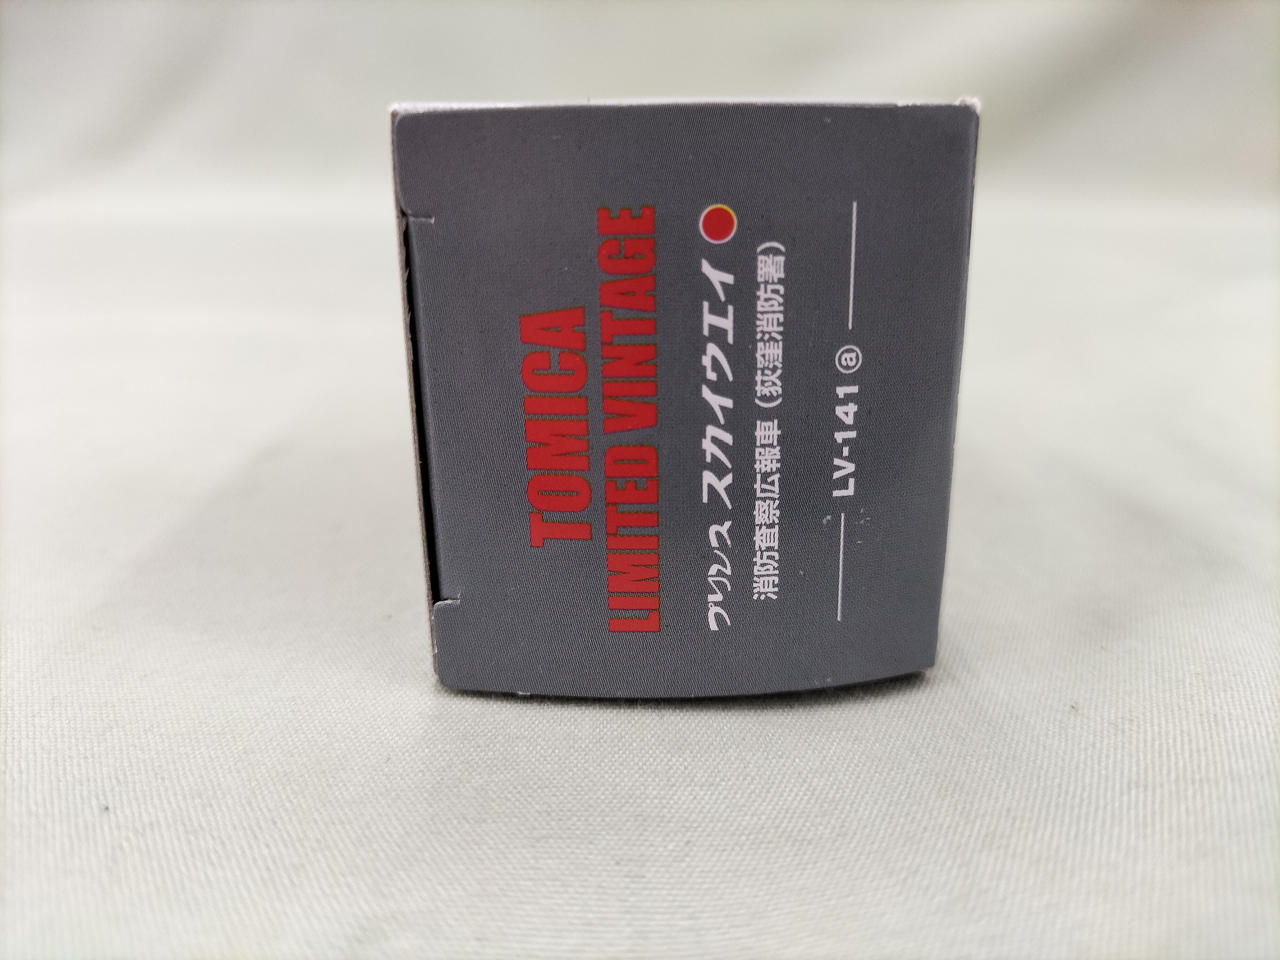 TOMICA
LIMITED VINTAGE
プリンス スカイウエイ
消防査察広報車（荻窪消防署）
LV-141 ⓐ